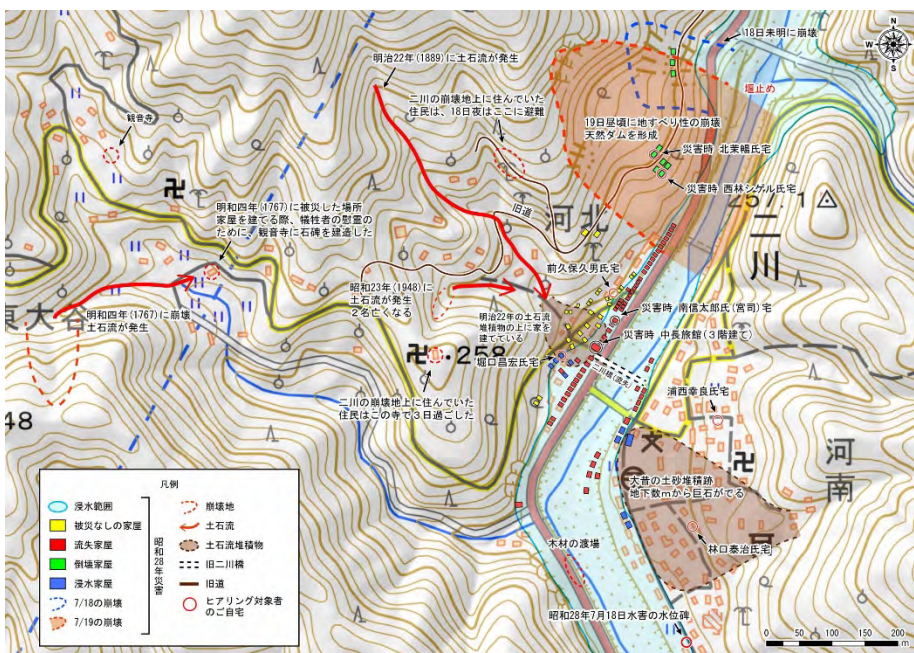 明治22年(1889)に土石流が発生
18日未明に崩壊
N
W
E
S
二川の崩壊地上に住んでいた
住民は、18日夜はここに避難
堰止め
19日昼頃に地すべり性の崩壊
天然ダムを形成
観音寺
災害時 北茉暢氏宅
災害時 西林シゲル氏宅
明和四年(1767)に被災した場所
家屋を建てる際、犠牲者の慰霊の
ために、観音寺に石碑を建造した
旧道
河北
257.1
二川
前久保久男氏宅
昭和23年(1948)に
土石流が発生
2名亡くなる
明治22年の土石流
堆積物の上に家を
建てている
災害時 南信太郎氏(宮司)宅
災害時 中長旅館(3階建て)
東大谷
明和四年(1767)に崩壊
土石流が発生
258
堀口昌宏氏宅
二川橋(流失)
二川の崩壊地上に住んでいた
住民はこの寺で3日過ごした
浦西幸良氏宅
48
文
河南
大昔の土砂堆積跡
地下数mから巨石がでる
木材の渡場
林口泰治氏宅
昭和28年7月18日水害の水位碑
凡例
浸水範囲
被災なしの家屋
流失家屋
倒壊家屋
浸水家屋
7/18の崩壊
7/19の崩壊
昭和28年災害
崩壊地
土石流
土石流堆積物
旧二川橋
旧道
ヒアリング対象者
のご自宅
0 50 100 150 200
m